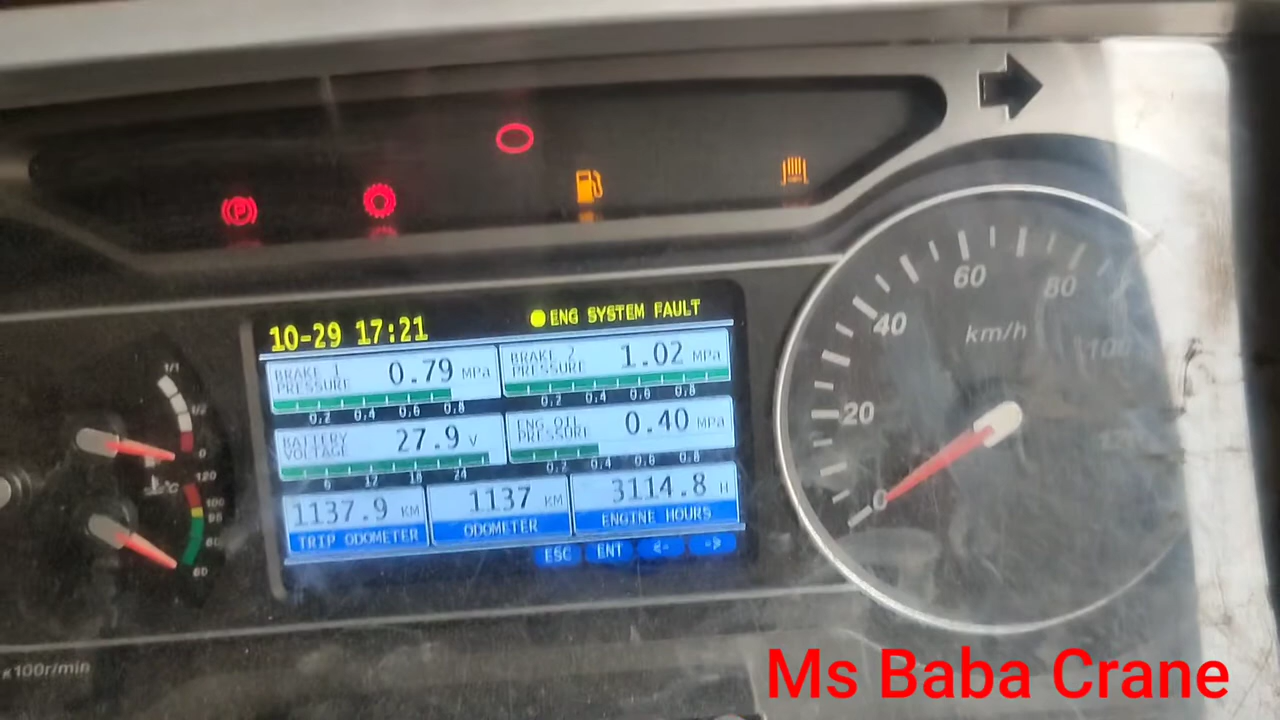 P
10-29 17:21
ENG SYSTEM FAULT
BRAKE 1 PRESSURE 0.79 MPa
0.2 0.4 0.6 0.8
BRAKE 2 PRESSURE 1.02 MPa
0.2 0.4 0.6 0.8
BATTERY VOLTAGE 27.9 V
6 12 18 24
ENG OIL PRESSURE 0.40 MPa
0.2 0.4 0.6 0.8
1137.9 KM
TRIP ODOMETER
1137 KM
ODOMETER
3114.8 H
ENGINE HOURS
ESC ENT <- ->
1/1
1/2
0
°C
120
100
60
x100r/min
0
20
40
60
80
100
km/h
Ms Baba Crane